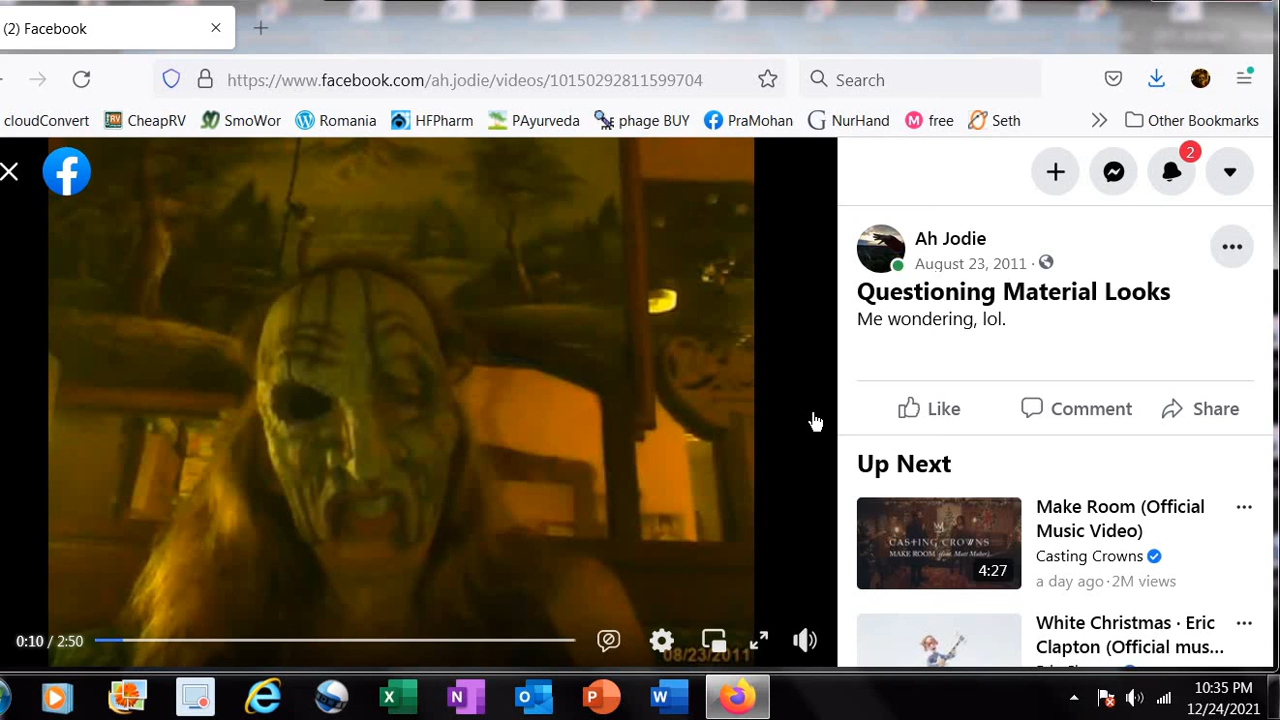 (2) Facebook
https://www.facebook.com/ah.jodie/videos/10150292811599704
Search
cloudConvert
CheapRV
SmoWor
Romania
HFPharm
PAyurveda
phage BUY
PraMohan
NurHand
free
Seth
Other Bookmarks
2
Ah Jodie
August 23, 2011 ·
Questioning Material Looks
Me wondering, lol.
Like
Comment
Share
Up Next
CASTING CROWNS
MAKE ROOM (feat. Matt Maher)
4:27
Make Room (Official
Music Video)
Casting Crowns
a day ago · 2M views
White Christmas · Eric
Clapton (Official mus...
0:10 / 2:50
08/23/2011
10:35 PM
12/24/2021